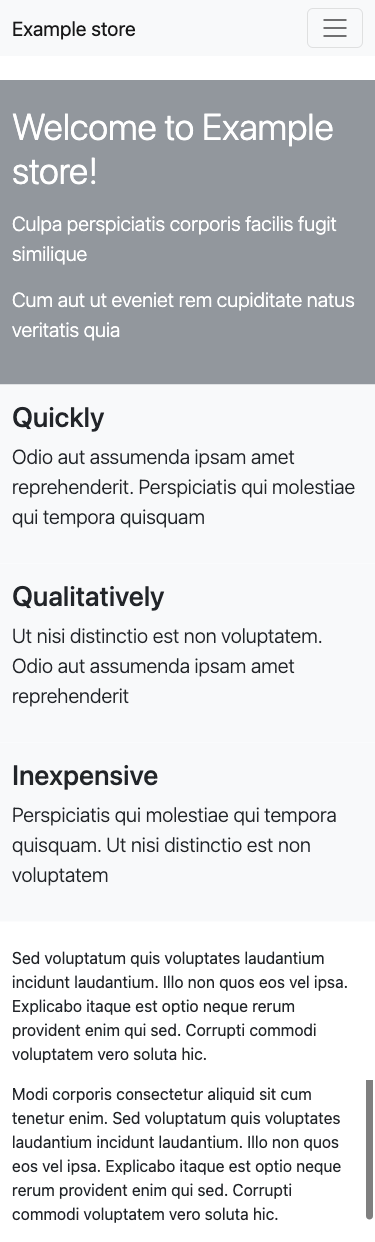 Example store
Welcome to Example
store!
Culpa perspiciatis corporis facilis fugit
similique
Cum aut ut eveniet rem cupiditate natus
veritatis quia
Quickly
Odio aut assumenda ipsam amet
reprehenderit. Perspiciatis qui molestiae
qui tempora quisquam
Qualitatively
Ut nisi distinctio est non voluptatem.
Odio aut assumenda ipsam amet
reprehenderit
Inexpensive
Perspiciatis qui molestiae qui tempora
quisquam. Ut nisi distinctio est non
voluptatem
Sed voluptatum quis voluptates laudantium
incidunt laudantium. Illo non quos eos vel ipsa.
Explicabo itaque est optio neque rerum
provident enim qui sed. Corrupti commodi
voluptatem vero soluta hic.
Modi corporis consectetur aliquid sit cum
tenetur enim. Sed voluptatum quis voluptates
laudantium incidunt laudantium. Illo non quos
eos vel ipsa. Explicabo itaque est optio neque
rerum provident enim qui sed. Corrupti
commodi voluptatem vero soluta hic.